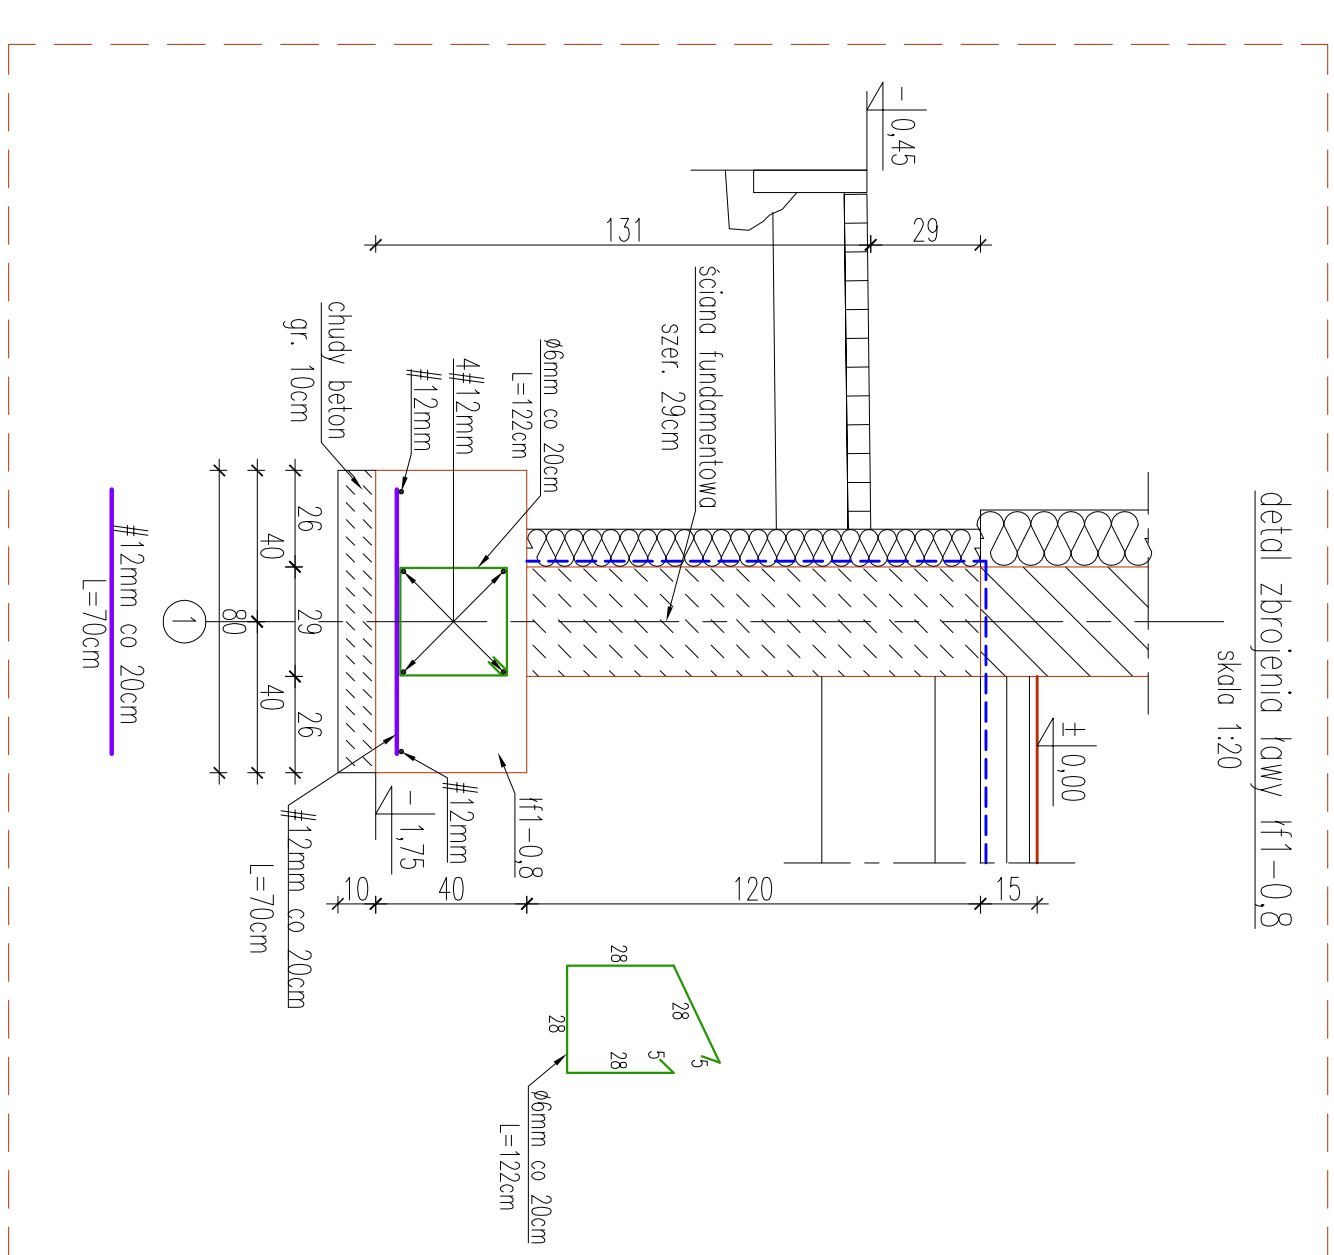 detal zbrojenia ławy łf1-0,8
skala 1:20
± 0,00
- 0,45
29
131
ściana fundamentowa
szer. 29cm
Ø6mm co 20cm
L=122cm
4#12mm
#12mm
chudy beton
gr. 10cm
łf1-0,8
#12mm
- 1,75
#12mm co 20cm
L=70cm
15
120
40
10
26
29
26
40
40
80
1
#12mm co 20cm
L=70cm
28
28
28
28
5
5
Ø6mm co 20cm
L=122cm